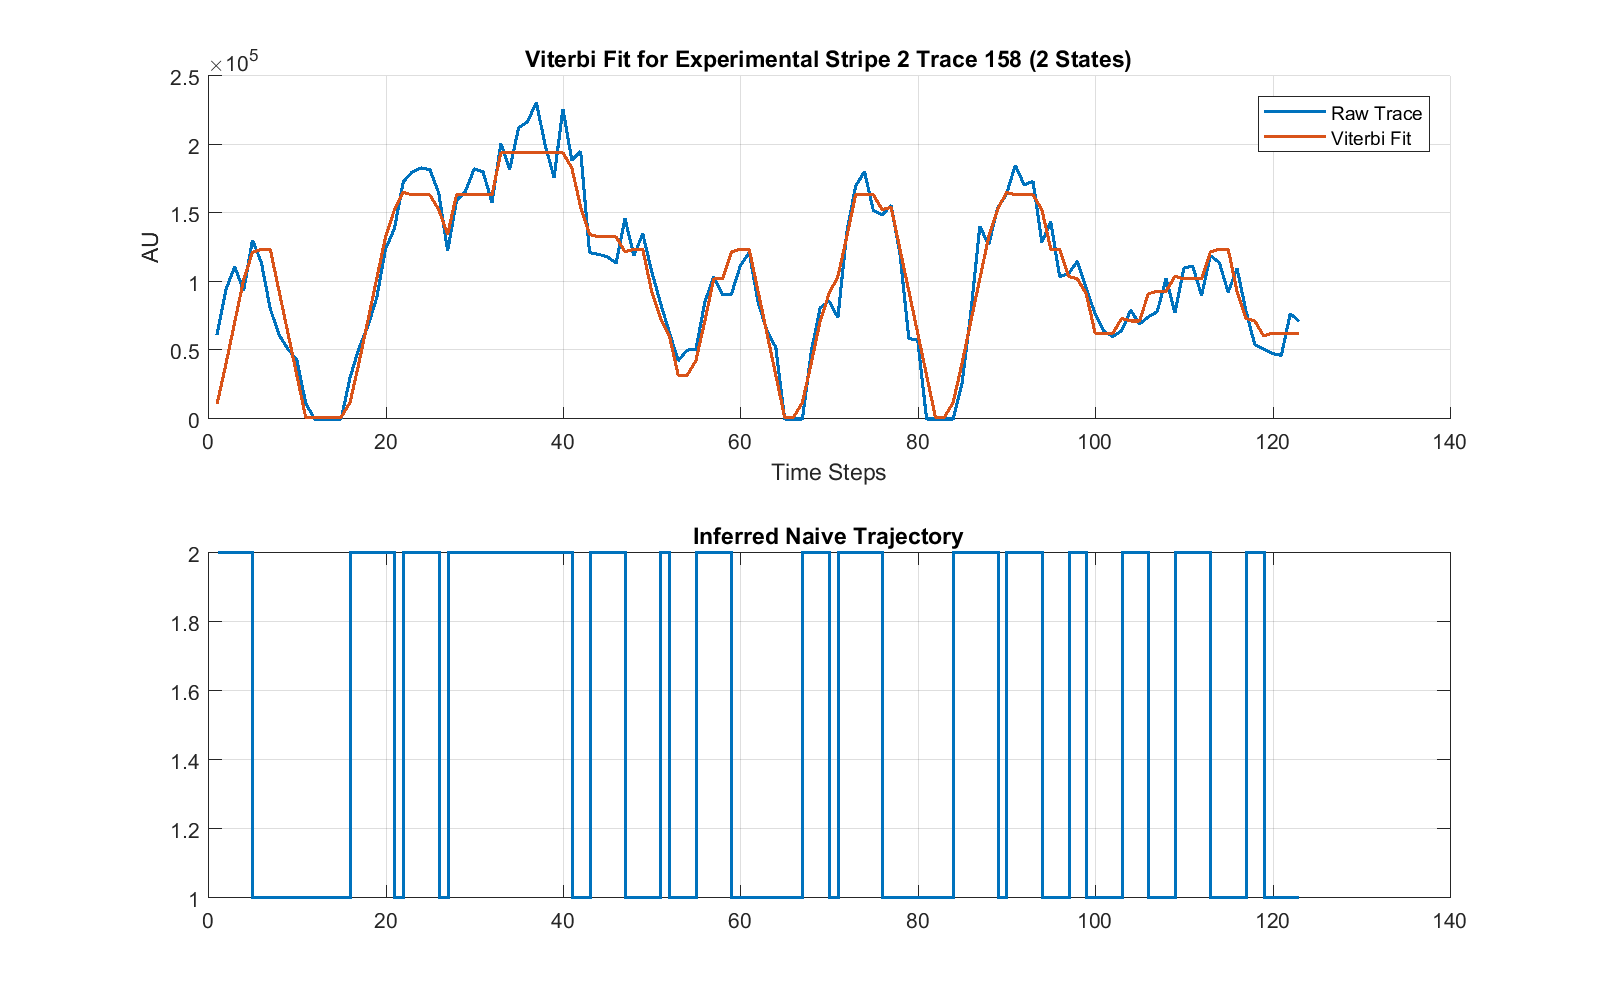 Viterbi Fit for Experimental Stripe 2 Trace 158 (2 States)
×10⁵
2.5
2
1.5
1
0.5
0
AU
Raw Trace
Viterbi Fit
0 20 40 60 80 100 120 140
Time Steps
Inferred Naive Trajectory
2
1.8
1.6
1.4
1.2
1
0 20 40 60 80 100 120 140